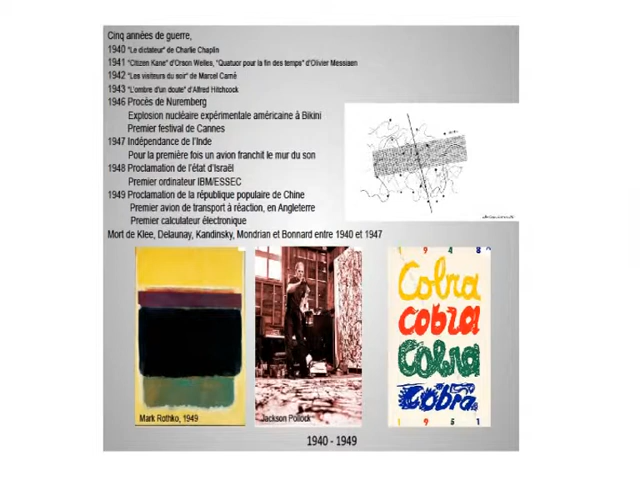 Cinq années de guerre,
1940 "Le dictateur" de Charlie Chaplin
1941 "Citizen Kane" d'Orson Welles, "Quatuor pour la fin des temps" d'Olivier Messiaen
1942 "Les visiteurs du soir" de Marcel Carné
1943 "L'ombre d'un doute" d'Alfred Hitchcock
1946 Procès de Nuremberg
Explosion nucléaire expérimentale américaine à Bikini
Premier festival de Cannes
1947 Indépendance de l'Inde
Pour la première fois un avion franchit le mur du son
1948 Proclamation de l'état d'Israël
Premier ordinateur IBM/ESSEC
1949 Proclamation de la république populaire de Chine
Premier avion de transport à réaction, en Angleterre
Premier calculateur électronique
Mort de Klee, Delaunay, Kandinsky, Mondrian et Bonnard entre 1940 et 1947
1 9 4 8
Cobra
cobra
Cobra
Cobra
1 9 5 1
Mark Rothko, 1949
Jackson Pollock
1940 - 1949